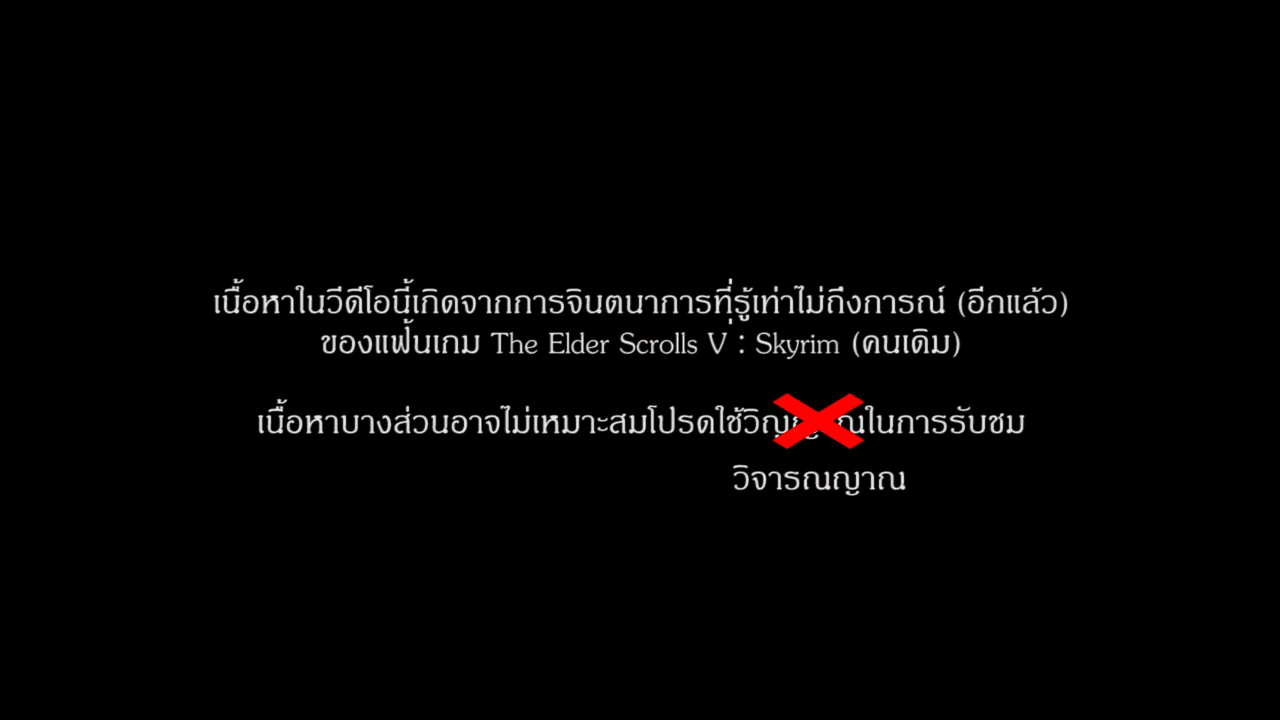 เนื้อหาในวีดีโอนี้เกิดจากการจินตนาการที่รู้เท่าไม่ถึงการณ์ (อีกแล้ว)
ของแฟ้นเกม The Elder Scrolls V : Skyrim (คนเดิม)
เนื้อหาบางส่วนอาจไม่เหมาะสมโปรดใช้วิญญาณในการรับชม
วิจารณญาณ